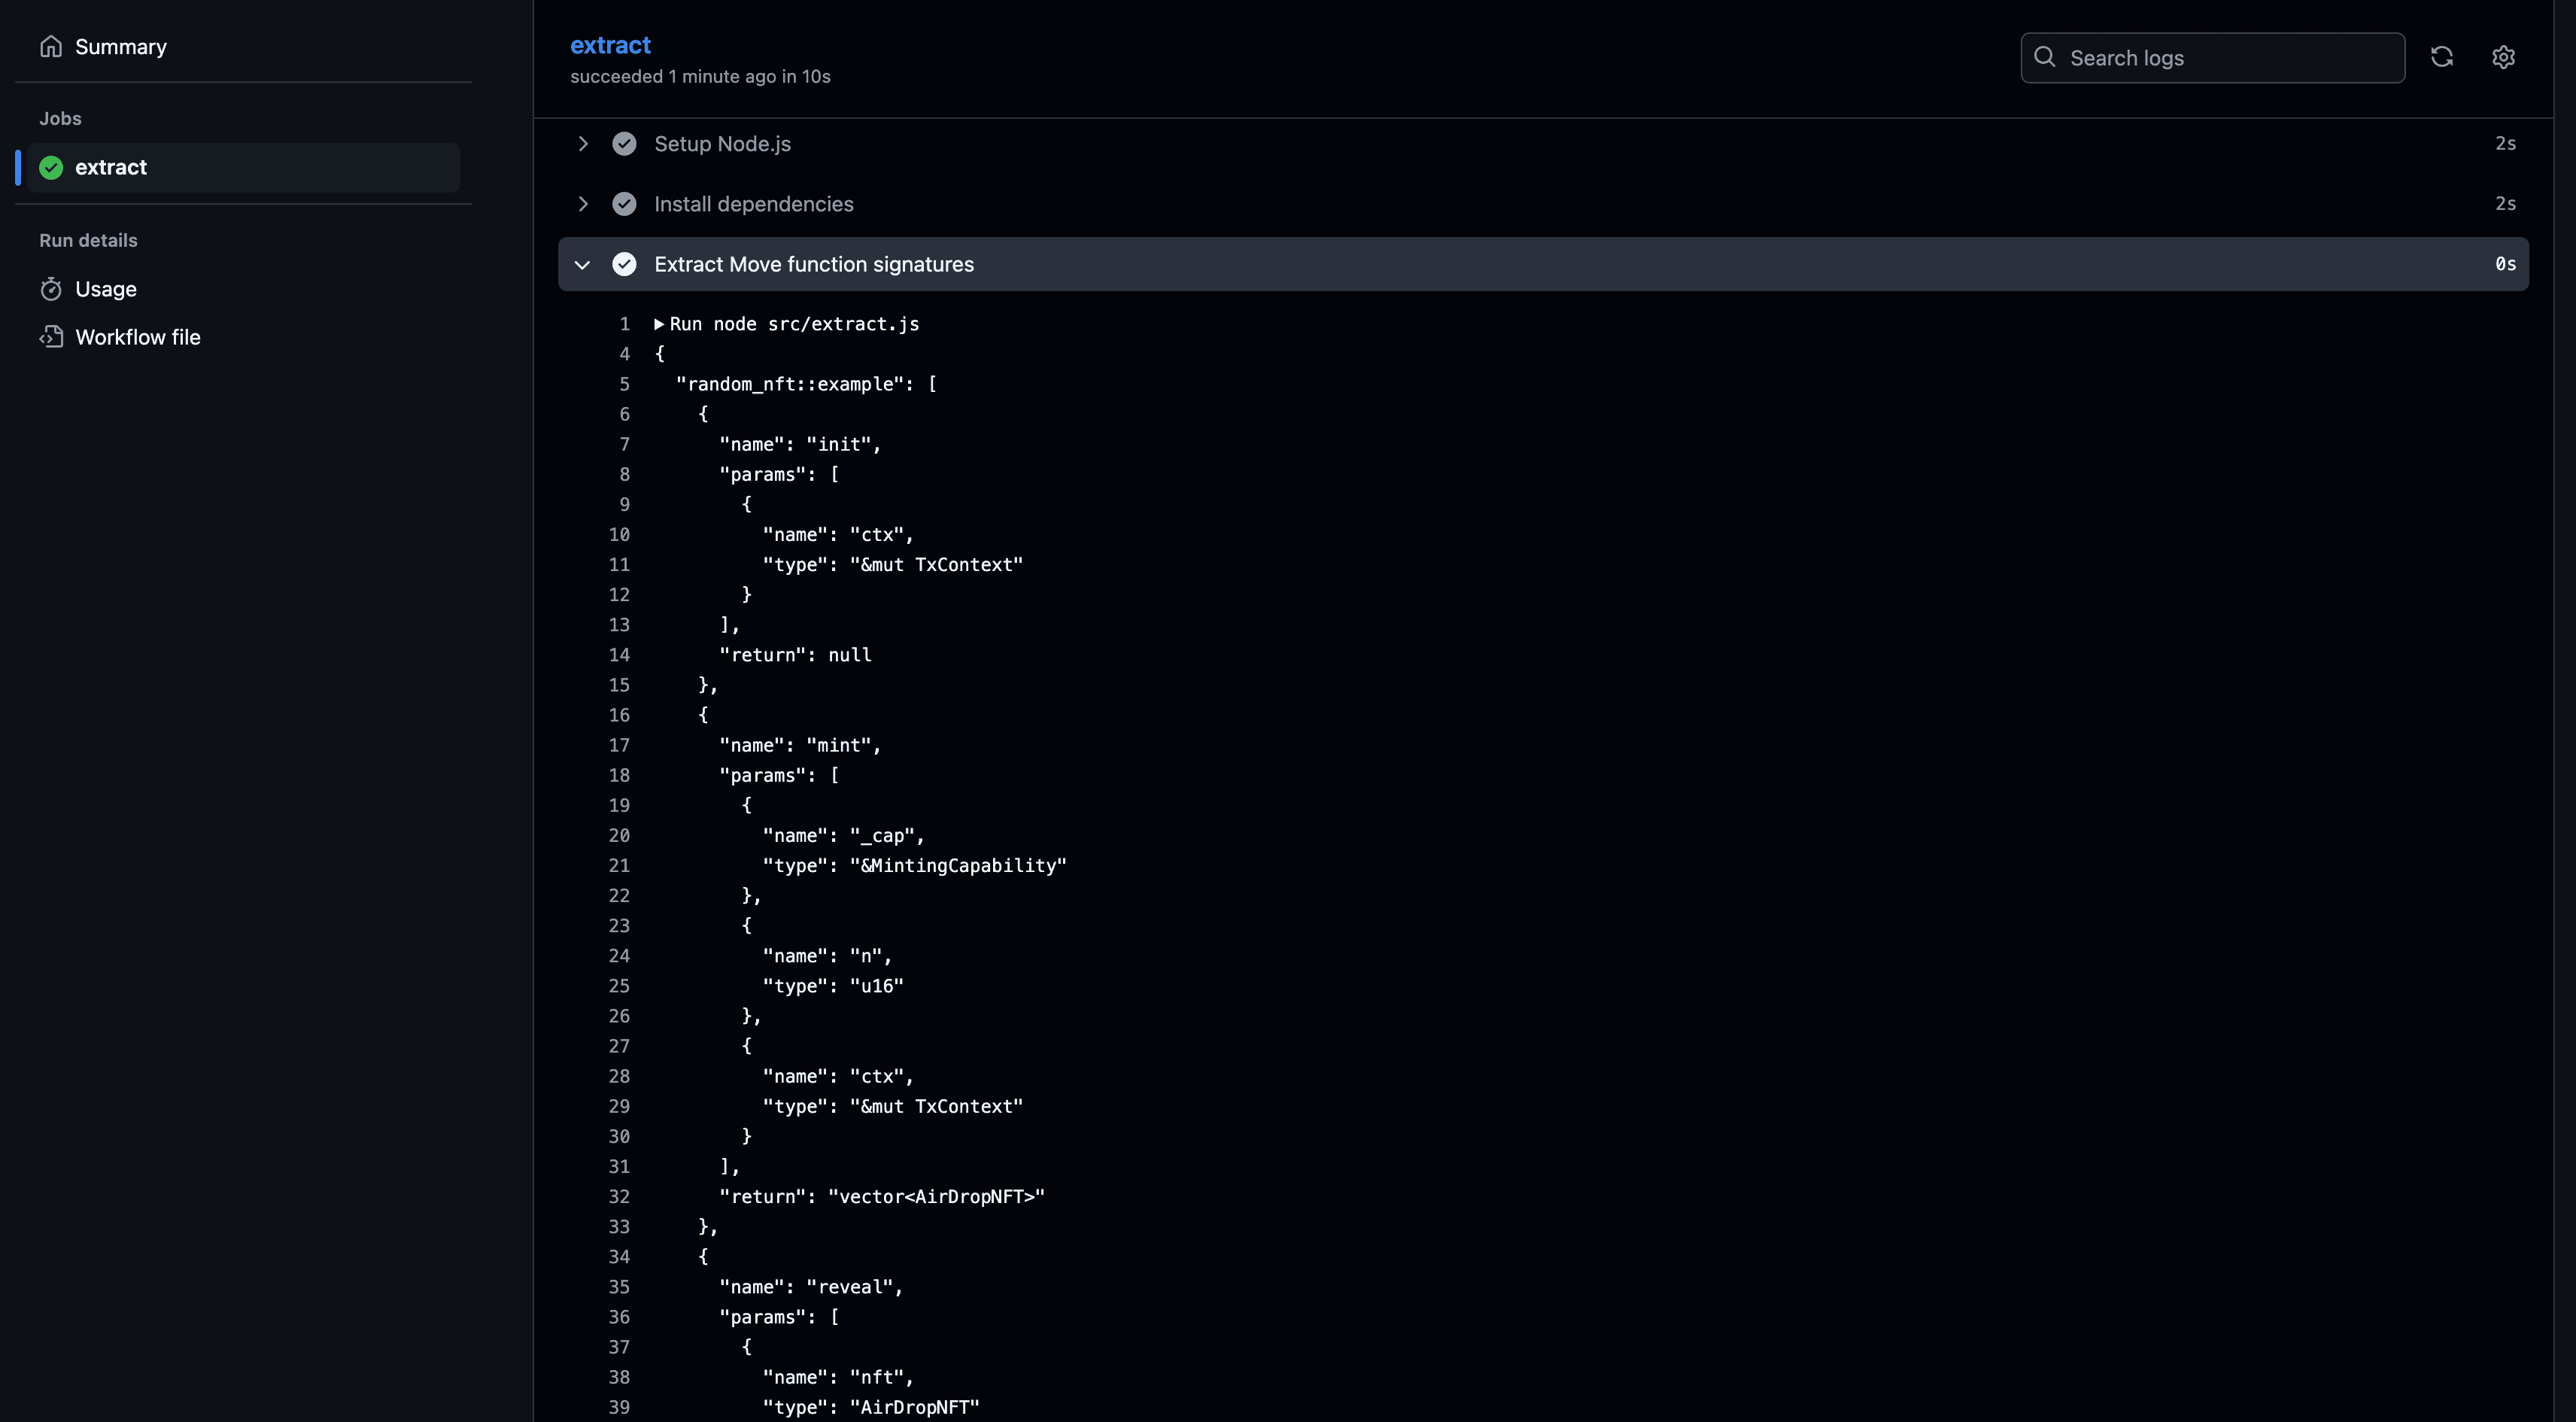 Summary
Jobs
extract
Run details
Usage
Workflow file
extract
succeeded 1 minute ago in 10s
Search logs
Setup Node.js 2s
Install dependencies 2s
Extract Move function signatures 0s
1 Run node src/extract.js
4 {
5 "random_nft::example": [
6 {
7 "name": "init",
8 "params": [
9 {
10 "name": "ctx",
11 "type": "&mut TxContext"
12 }
13 ],
14 "return": null
15 },
16 {
17 "name": "mint",
18 "params": [
19 {
20 "name": "_cap",
21 "type": "&MintingCapability"
22 },
23 {
24 "name": "n",
25 "type": "u16"
26 },
27 {
28 "name": "ctx",
29 "type": "&mut TxContext"
30 }
31 ],
32 "return": "vector<AirDropNFT>"
33 },
34 {
35 "name": "reveal",
36 "params": [
37 {
38 "name": "nft",
39 "type": "AirDropNFT"